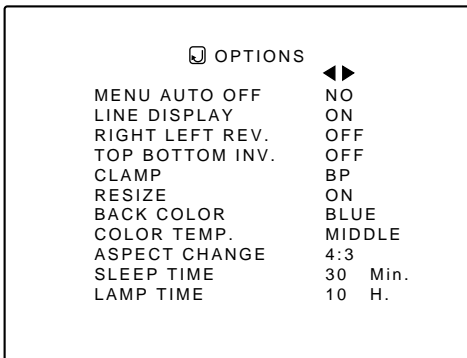 OPTIONS
MENU AUTO OFF NO
LINE DISPLAY ON
RIGHT LEFT REV. OFF
TOP BOTTOM INV. OFF
CLAMP BP
RESIZE ON
BACK COLOR BLUE
COLOR TEMP. MIDDLE
ASPECT CHANGE 4:3
SLEEP TIME 30 Min.
LAMP TIME 10 H.